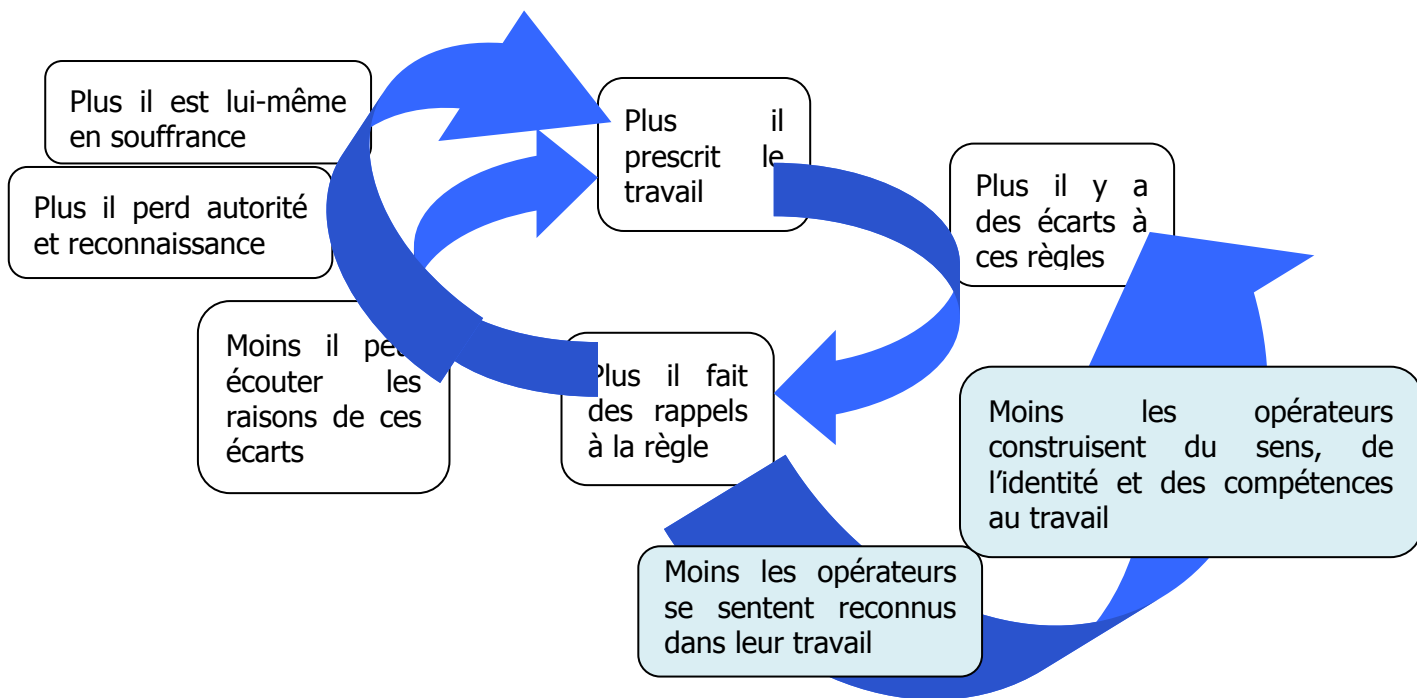 Plus il est lui-même
en souffrance
Plus il perd autorité
et reconnaissance
Moins il peut
écouter les
raisons de ces
écarts
Plus il
prescrit le
travail
Plus il fait
des rappels
à la règle
Plus il y a
des écarts à
ces règles
Moins les opérateurs
se sentent reconnus
dans leur travail
Moins les opérateurs
construisent du sens, de
l'identité et des compétences
au travail